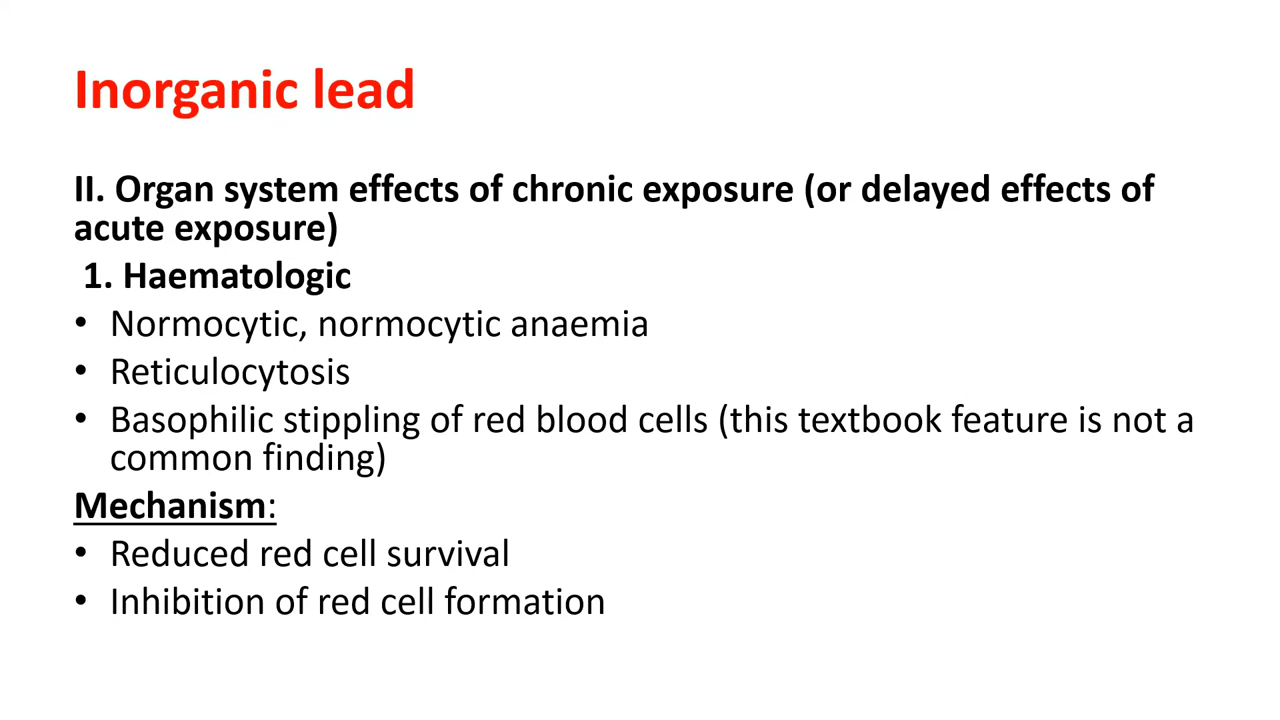 Inorganic lead
II. Organ system effects of chronic exposure (or delayed effects of
acute exposure)
1. Haematologic
• Normocytic, normocytic anaemia
• Reticulocytosis
• Basophilic stippling of red blood cells (this textbook feature is not a
common finding)
Mechanism:
• Reduced red cell survival
• Inhibition of red cell formation